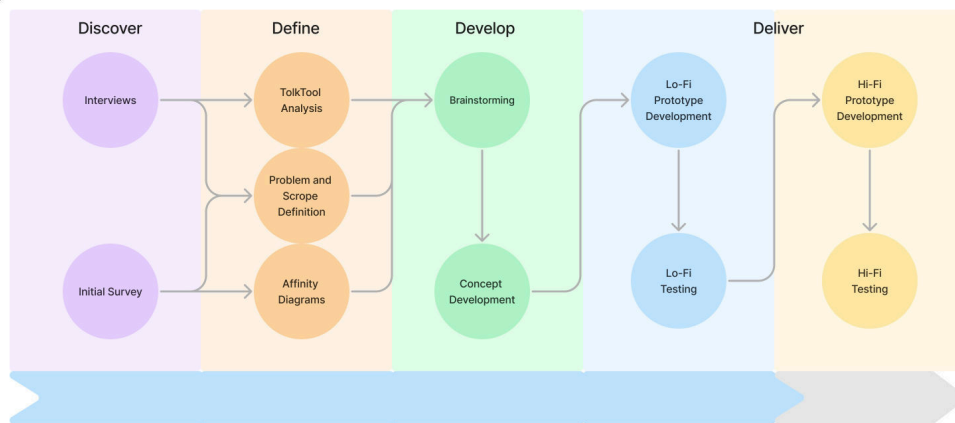 Discover
Define
Develop
Deliver
Interviews
Initial Survey
TolkTool
Analysis
Problem and
Scrope
Definition
Affinity
Diagrams
Brainstorming
Concept
Development
Lo-Fi
Prototype
Development
Lo-Fi
Testing
Hi-Fi
Prototype
Development
Hi-Fi
Testing